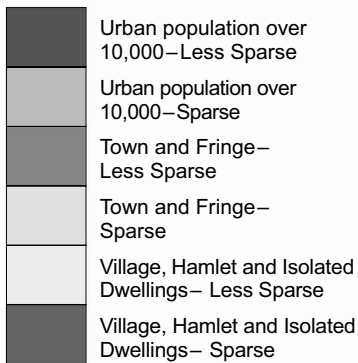 Urban population over
10,000–Less Sparse
Urban population over
10,000–Sparse
Town and Fringe–
Less Sparse
Town and Fringe–
Sparse
Village, Hamlet and Isolated
Dwellings– Less Sparse
Village, Hamlet and Isolated
Dwellings– Sparse